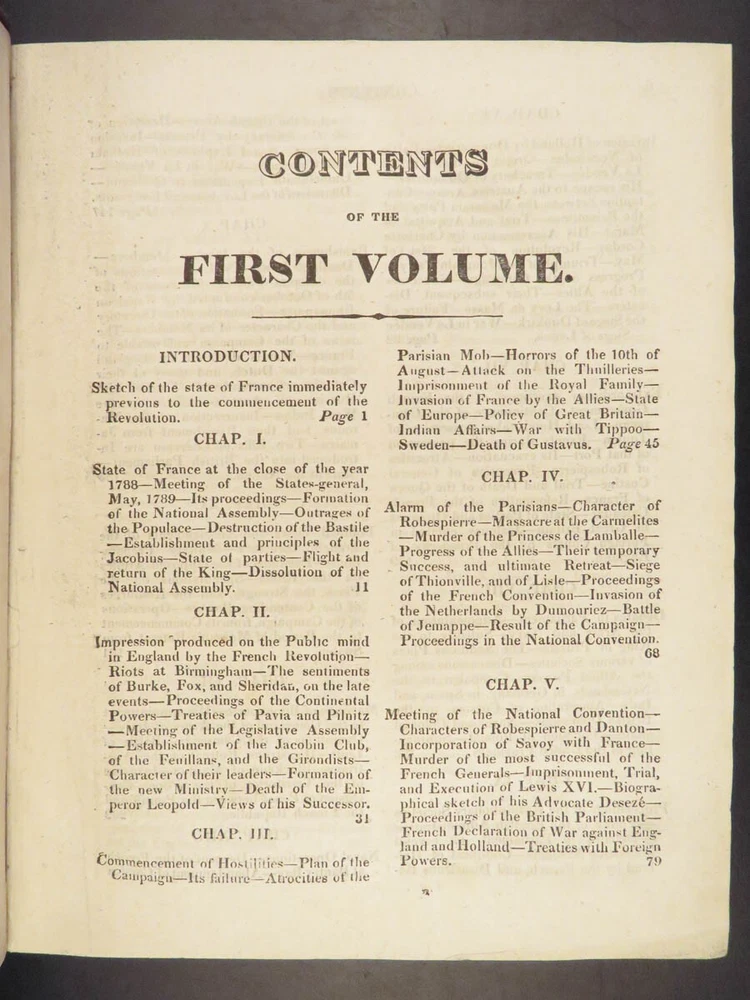 CONTENTS
OF THE
FIRST VOLUME.
INTRODUCTION.
Sketch of the state of France immediately
previous to the commencement of the
Revolution. Page 1
CHAP. I.
State of France at the close of the year
1788—Meeting of the States-general,
May, 1789—Its proceedings—Formation
of the National Assembly—Outrages of
the Populace—Destruction of the Bastile
—Establishment and principles of the
Jacobins—State of parties—Flight and
return of the King—Dissolution of the
National Assembly. 11
CHAP. II.
Impression produced on the Public mind
in England by the French Revolution—
Riots at Birmingham—The sentiments
of Burke, Fox, and Sheridan, on the late
events—Proceedings of the Continental
Powers—Treaties of Pavia and Pilnitz
—Meeting of the Legislative Assembly
—Establishment of the Jacobin Club,
of the Feuillans, and the Girondists—
Character of their leaders—Formation of
the new Ministry—Death of the Em-
peror Leopold—Views of his Successor.
31
CHAP. III.
Commencement of Hostilities—Plan of the
Campaign—Its failure—Atrocities of the
Parisian Mob—Horrors of the 10th of
August—Attack on the Thuilleries—
Imprisonment of the Royal Family—
Invasion of France by the Allies—State
of Europe—Policy of Great Britain—
Indian Affairs—War with Tippoo—
Sweden—Death of Gustavus. Page 45
CHAP. IV.
Alarm of the Parisians—Character of
Robespierre—Massacre at the Carmelites
—Murder of the Princess de Lamballe—
Progress of the Allies—Their temporary
Success, and ultimate Retreat—Siege
of Thionville, and of Lisle—Proceedings
of the French Convention—Invasion of
the Netherlands by Dumouriez—Battle
of Jemappe—Result of the Campaign—
Proceedings in the National Convention.
68
CHAP. V.
Meeting of the National Convention—
Characters of Robespierre and Danton—
Incorporation of Savoy with France—
Murder of the most successful of the
French Generals—Imprisonment, Trial,
and Execution of Lewis XVI.—Biogra-
phical sketch of his Advocate Desezé—
Proceedings of the British Parliament—
French Declaration of War against Eng-
land and Holland—Treaties with Foreign
Powers. 79